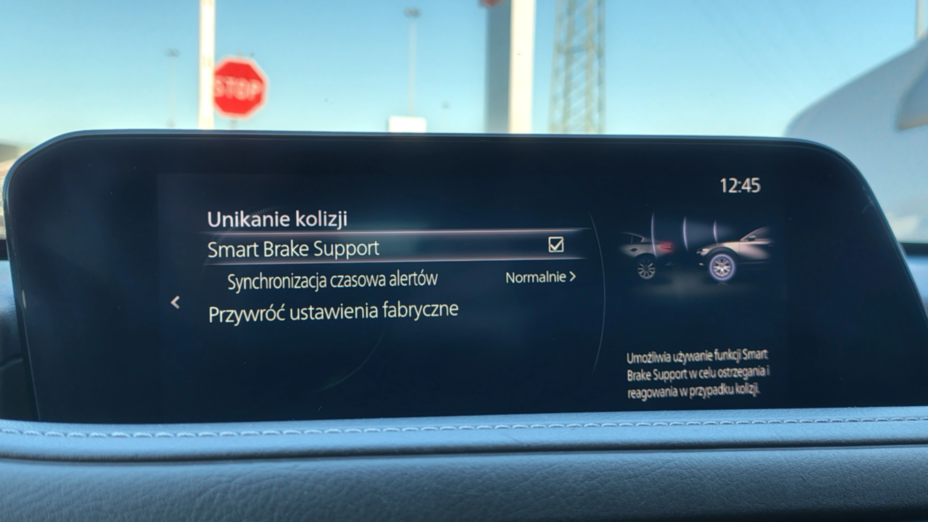 STOP
12:45
Unikanie kolizji
Smart Brake Support
Synchronizacja czasowa alertów Normalnie >
Przywróć ustawienia fabryczne
Umożliwia używanie funkcji Smart
Brake Support w celu ostrzegania i
reagowania w przypadku kolizji.